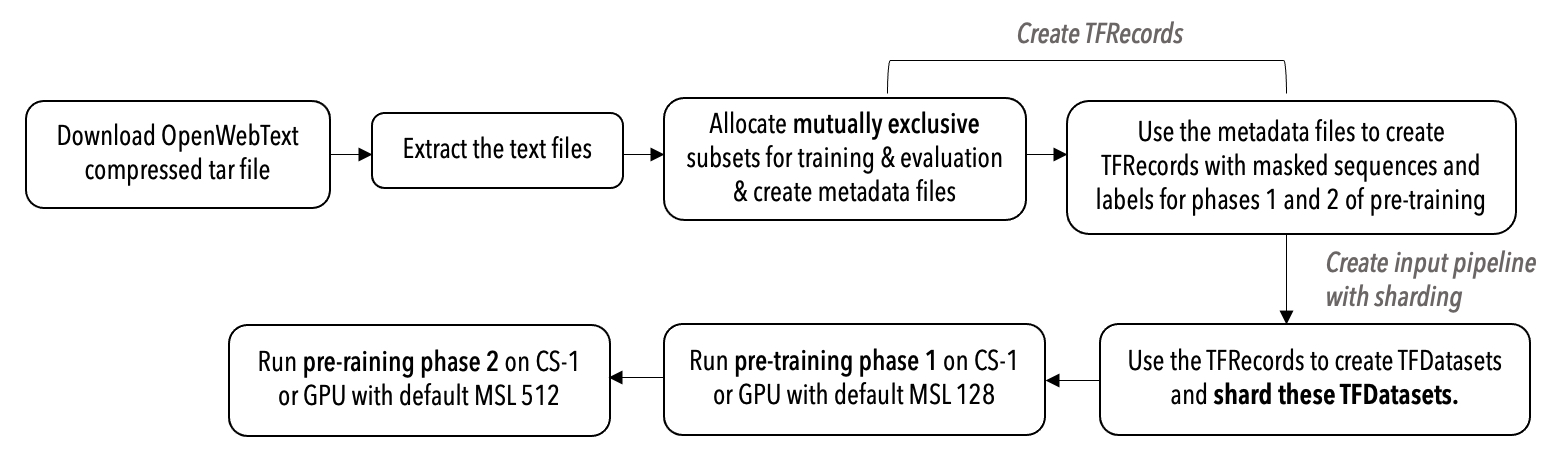 Create TFRecords
Download OpenWebText
compressed tar file
Extract the text files
Allocate mutually exclusive
subsets for training & evaluation
& create metadata files
Use the metadata files to create
TFRecords with masked sequences and
labels for phases 1 and 2 of pre-training
Create input pipeline
with sharding
Use the TFRecords to create TFDatasets
and shard these TFDatasets.
Run pre-training phase 1 on CS-1
or GPU with default MSL 128
Run pre-raining phase 2 on CS-1
or GPU with default MSL 512